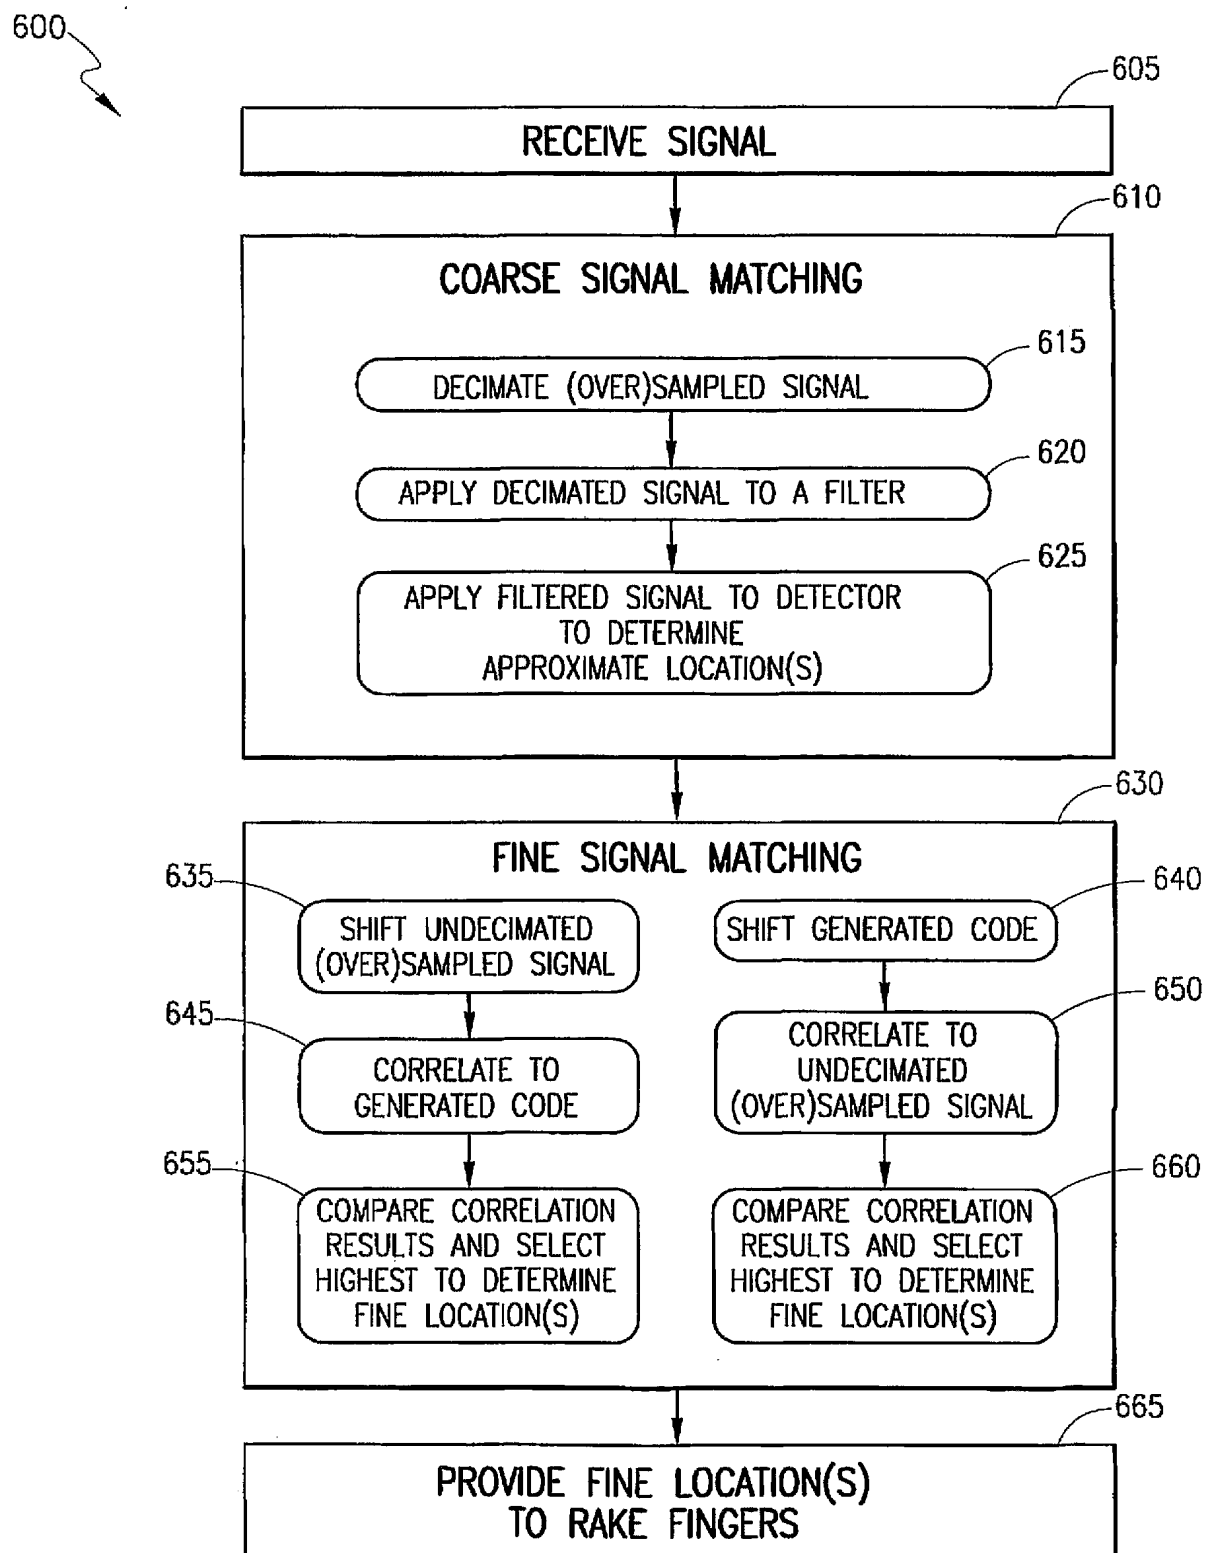 600
605
RECEIVE SIGNAL
610
COARSE SIGNAL MATCHING
615
DECIMATE (OVER)SAMPLED SIGNAL
620
APPLY DECIMATED SIGNAL TO A FILTER
625
APPLY FILTERED SIGNAL TO DETECTOR
TO DETERMINE
APPROXIMATE LOCATION(S)
630
FINE SIGNAL MATCHING
635
SHIFT UNDECIMATED
(OVER)SAMPLED SIGNAL
645
CORRELATE TO
GENERATED CODE
655
COMPARE CORRELATION
RESULTS AND SELECT
HIGHEST TO DETERMINE
FINE LOCATION(S)
640
SHIFT GENERATED CODE
650
CORRELATE TO
UNDECIMATED
(OVER)SAMPLED SIGNAL
660
COMPARE CORRELATION
RESULTS AND SELECT
HIGHEST TO DETERMINE
FINE LOCATION(S)
665
PROVIDE FINE LOCATION(S)
TO RAKE FINGERS